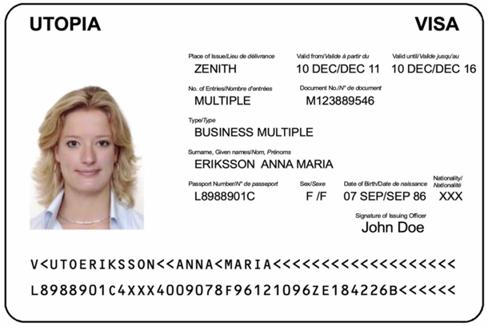 UTOPIA VISA
Place of Issue/Lieu de délivrance Valid from/Valide à partir du Valid until/Valide jusqu'au
ZENITH 10 DEC/DEC 11 10 DEC/DEC 16
No. of Entries/Nombre d'entrées Document No./N° de document
MULTIPLE M123889546
Type/Type
BUSINESS MULTIPLE
Surname, Given names/Nom, Prénoms
ERIKSSON ANNA MARIA
Passport Number/N° de passeport Sex/Sexe Date of Birth/Date de naissance Nationality/Nationalité
L8988901C F /F 07 SEP/SEP 86 XXX
Signature of Issuing Officer
John Doe
V<UTOERIKSSON<<ANNA<MARIA<<<<<<<<<<<<<<<<<<<
L8988901C4XXX4009078F96121096ZE184226B<<<<<<